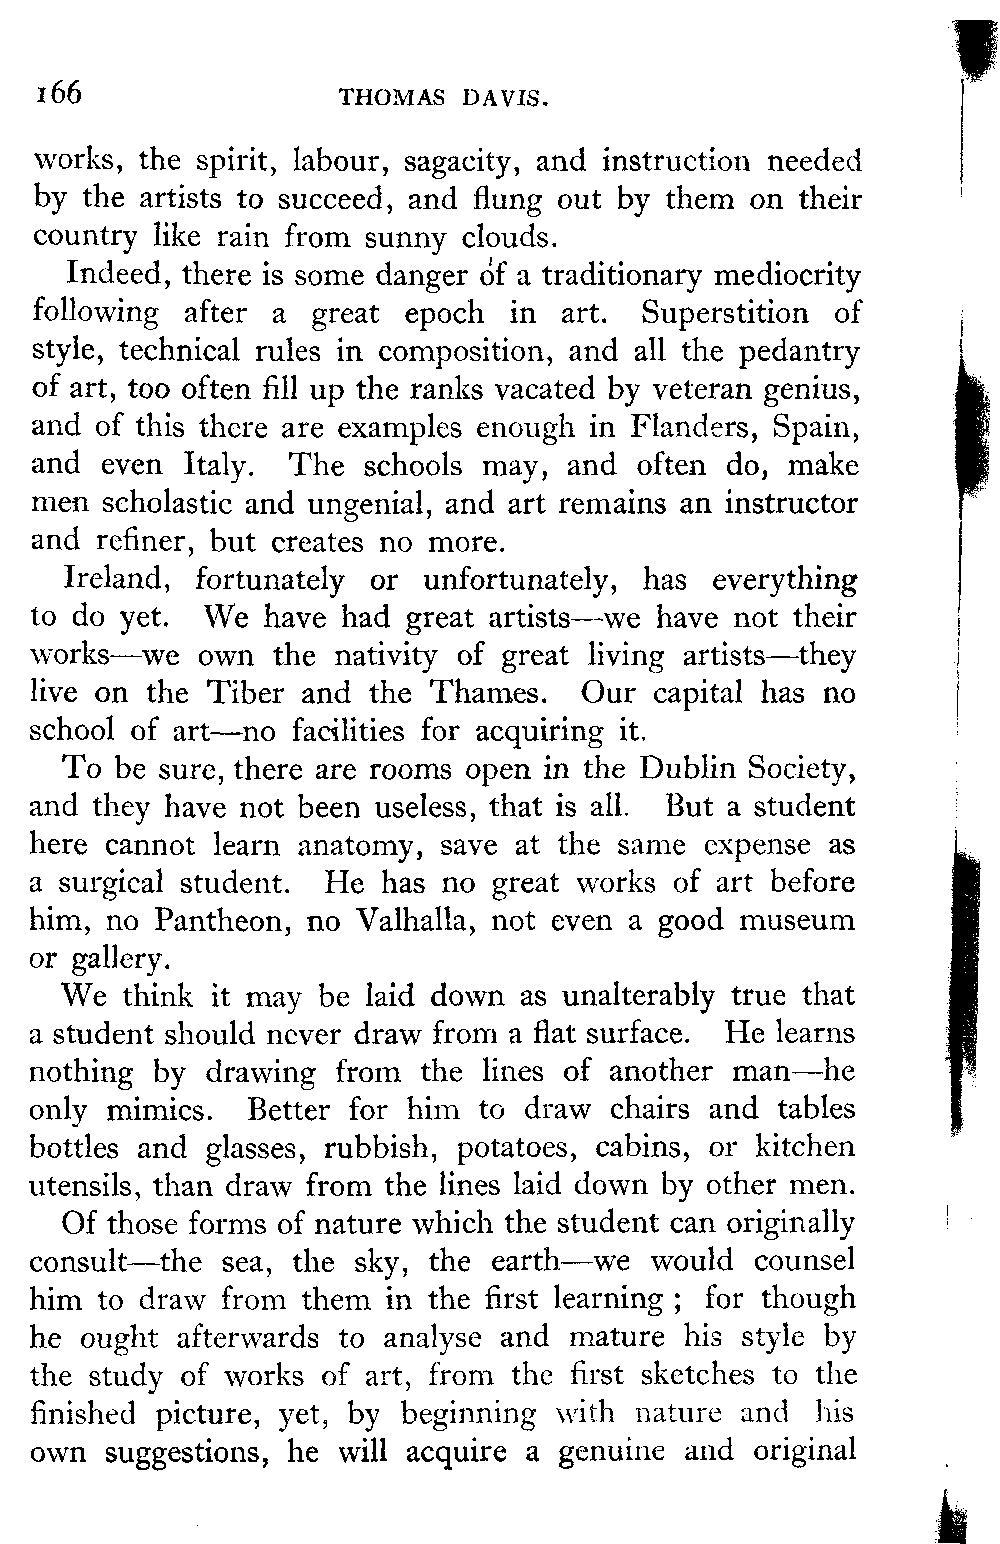 166 THOMAS DAVIS.
works, the spirit, labour, sagacity, and instruction needed
by the artists to succeed, and flung out by them on their
country like rain from sunny clouds.
Indeed, there is some danger of a traditionary mediocrity
following after a great epoch in art. Superstition of
style, technical rules in composition, and all the pedantry
of art, too often fill up the ranks vacated by veteran genius,
and of this there are examples enough in Flanders, Spain,
and even Italy. The schools may, and often do, make
men scholastic and ungenial, and art remains an instructor
and refiner, but creates no more.
Ireland, fortunately or unfortunately, has everything
to do yet. We have had great artists—we have not their
works—we own the nativity of great living artists—they
live on the Tiber and the Thames. Our capital has no
school of art—no facilities for acquiring it.
To be sure, there are rooms open in the Dublin Society,
and they have not been useless, that is all. But a student
here cannot learn anatomy, save at the same expense as
a surgical student. He has no great works of art before
him, no Pantheon, no Valhalla, not even a good museum
or gallery.
We think it may be laid down as unalterably true that
a student should never draw from a flat surface. He learns
nothing by drawing from the lines of another man—he
only mimics. Better for him to draw chairs and tables
bottles and glasses, rubbish, potatoes, cabins, or kitchen
utensils, than draw from the lines laid down by other men.
Of those forms of nature which the student can originally
consult—the sea, the sky, the earth—we would counsel
him to draw from them in the first learning ; for though
he ought afterwards to analyse and mature his style by
the study of works of art, from the first sketches to the
finished picture, yet, by beginning with nature and his
own suggestions, he will acquire a genuine and original